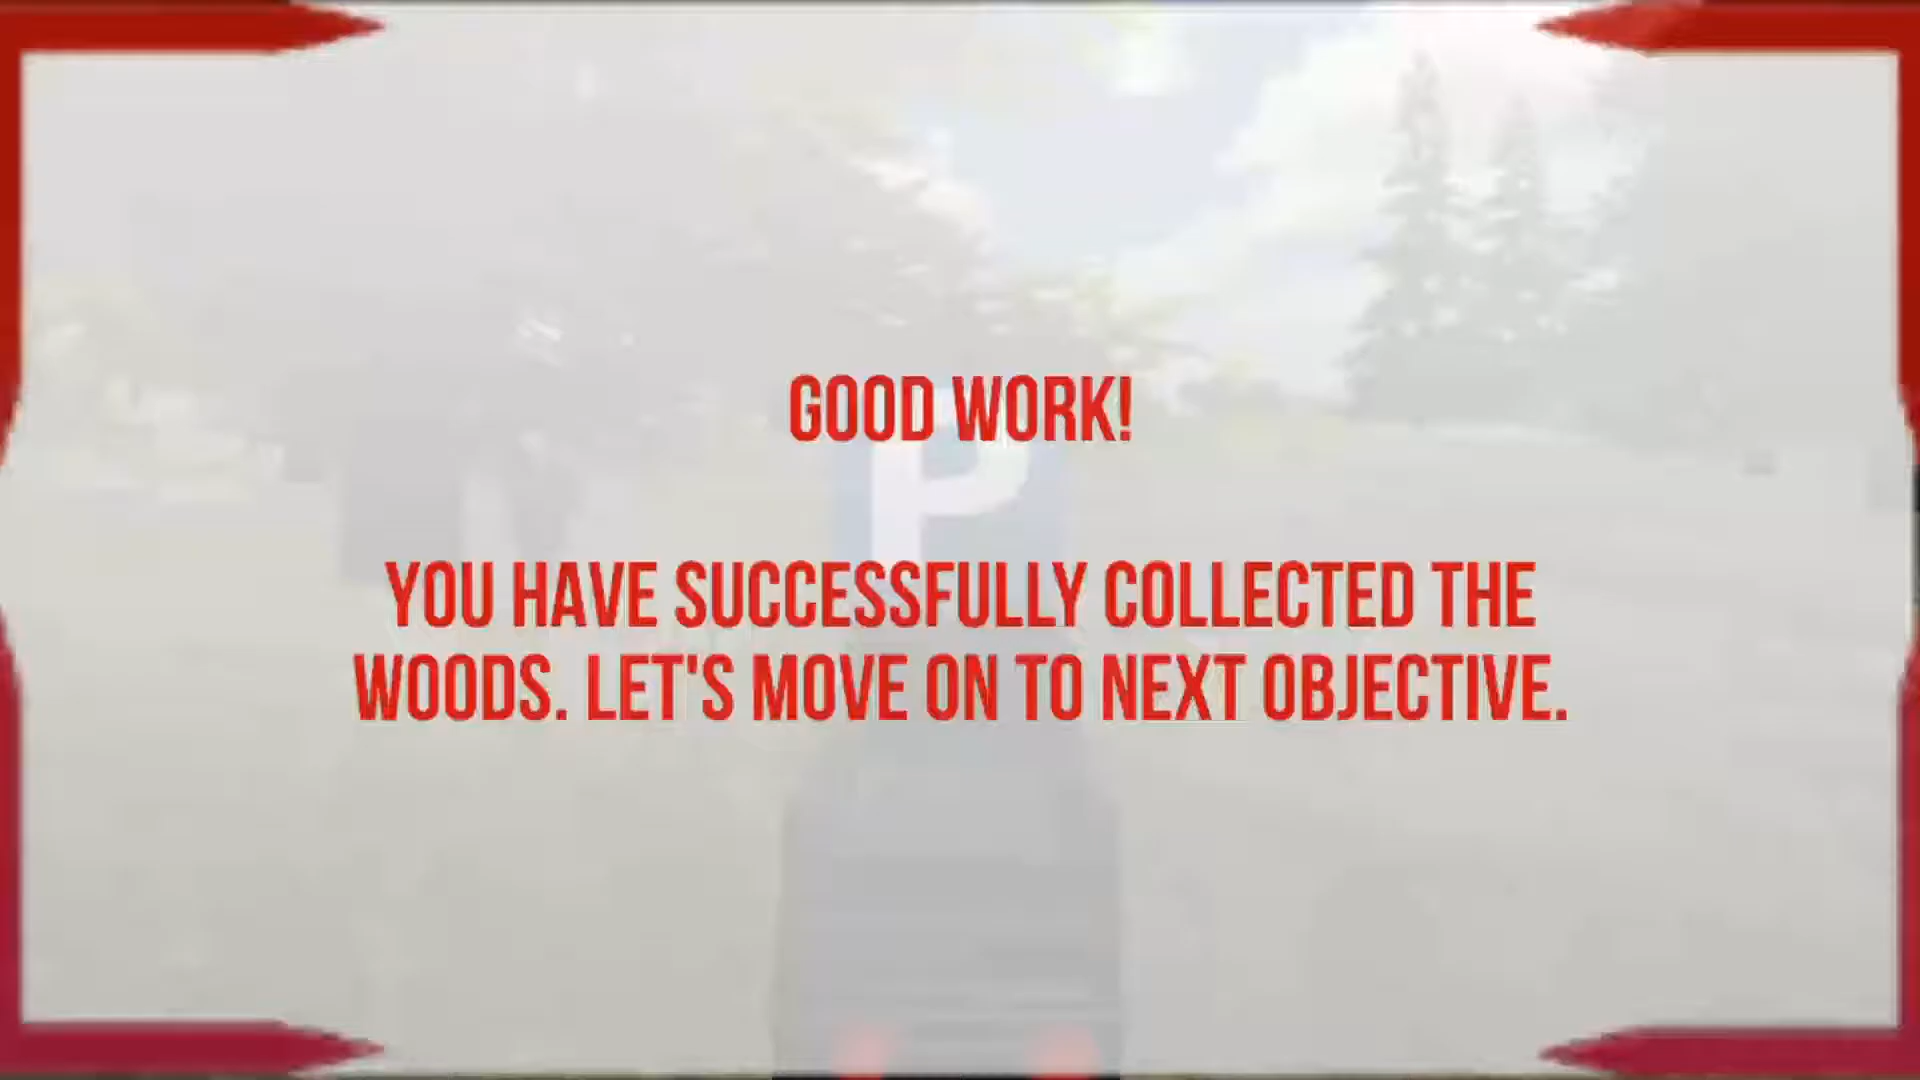 GOOD WORK!
P
YOU HAVE SUCCESSFULLY COLLECTED THE
WOODS. LET'S MOVE ON TO NEXT OBJECTIVE.